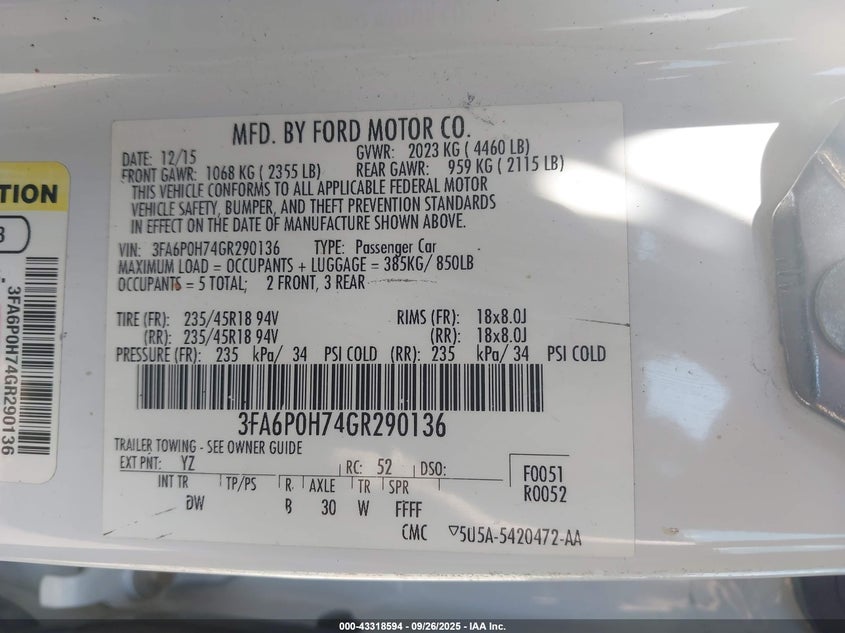 MFD. BY FORD MOTOR CO.
DATE: 12/15 GVWR: 2023 KG ( 4460 LB)
FRONT GAWR: 1068 KG ( 2355 LB) REAR GAWR: 959 KG ( 2115 LB)
THIS VEHICLE CONFORMS TO ALL APPLICABLE FEDERAL MOTOR
VEHICLE SAFETY, BUMPER, AND THEFT PREVENTION STANDARDS
IN EFFECT ON THE DATE OF MANUFACTURE SHOWN ABOVE.
VIN: 3FA6P0H74GR290136 TYPE: Passenger Car
MAXIMUM LOAD = OCCUPANTS + LUGGAGE = 385KG/ 850LB
OCCUPANTS = 5 TOTAL; 2 FRONT, 3 REAR
TIRE (FR): 235/45R18 94V RIMS (FR): 18x8.0J
(RR): 235/45R18 94V (RR): 18x8.0J
PRESSURE (FR): 235 kPa/ 34 PSI COLD (RR): 235 kPa/ 34 PSI COLD
3FA6P0H74GR290136
TRAILER TOWING - SEE OWNER GUIDE
EXT PNT: YZ RC: 52 DSO:
INT TR TP/PS R AXLE TR SPR
DW B 30 W FFFF
F0051
R0052
CMC ▽5U5A-5420472-AA
TION
3FA6P0H74GR290136
000-43318594 - 09/26/2025 - IAA Inc.